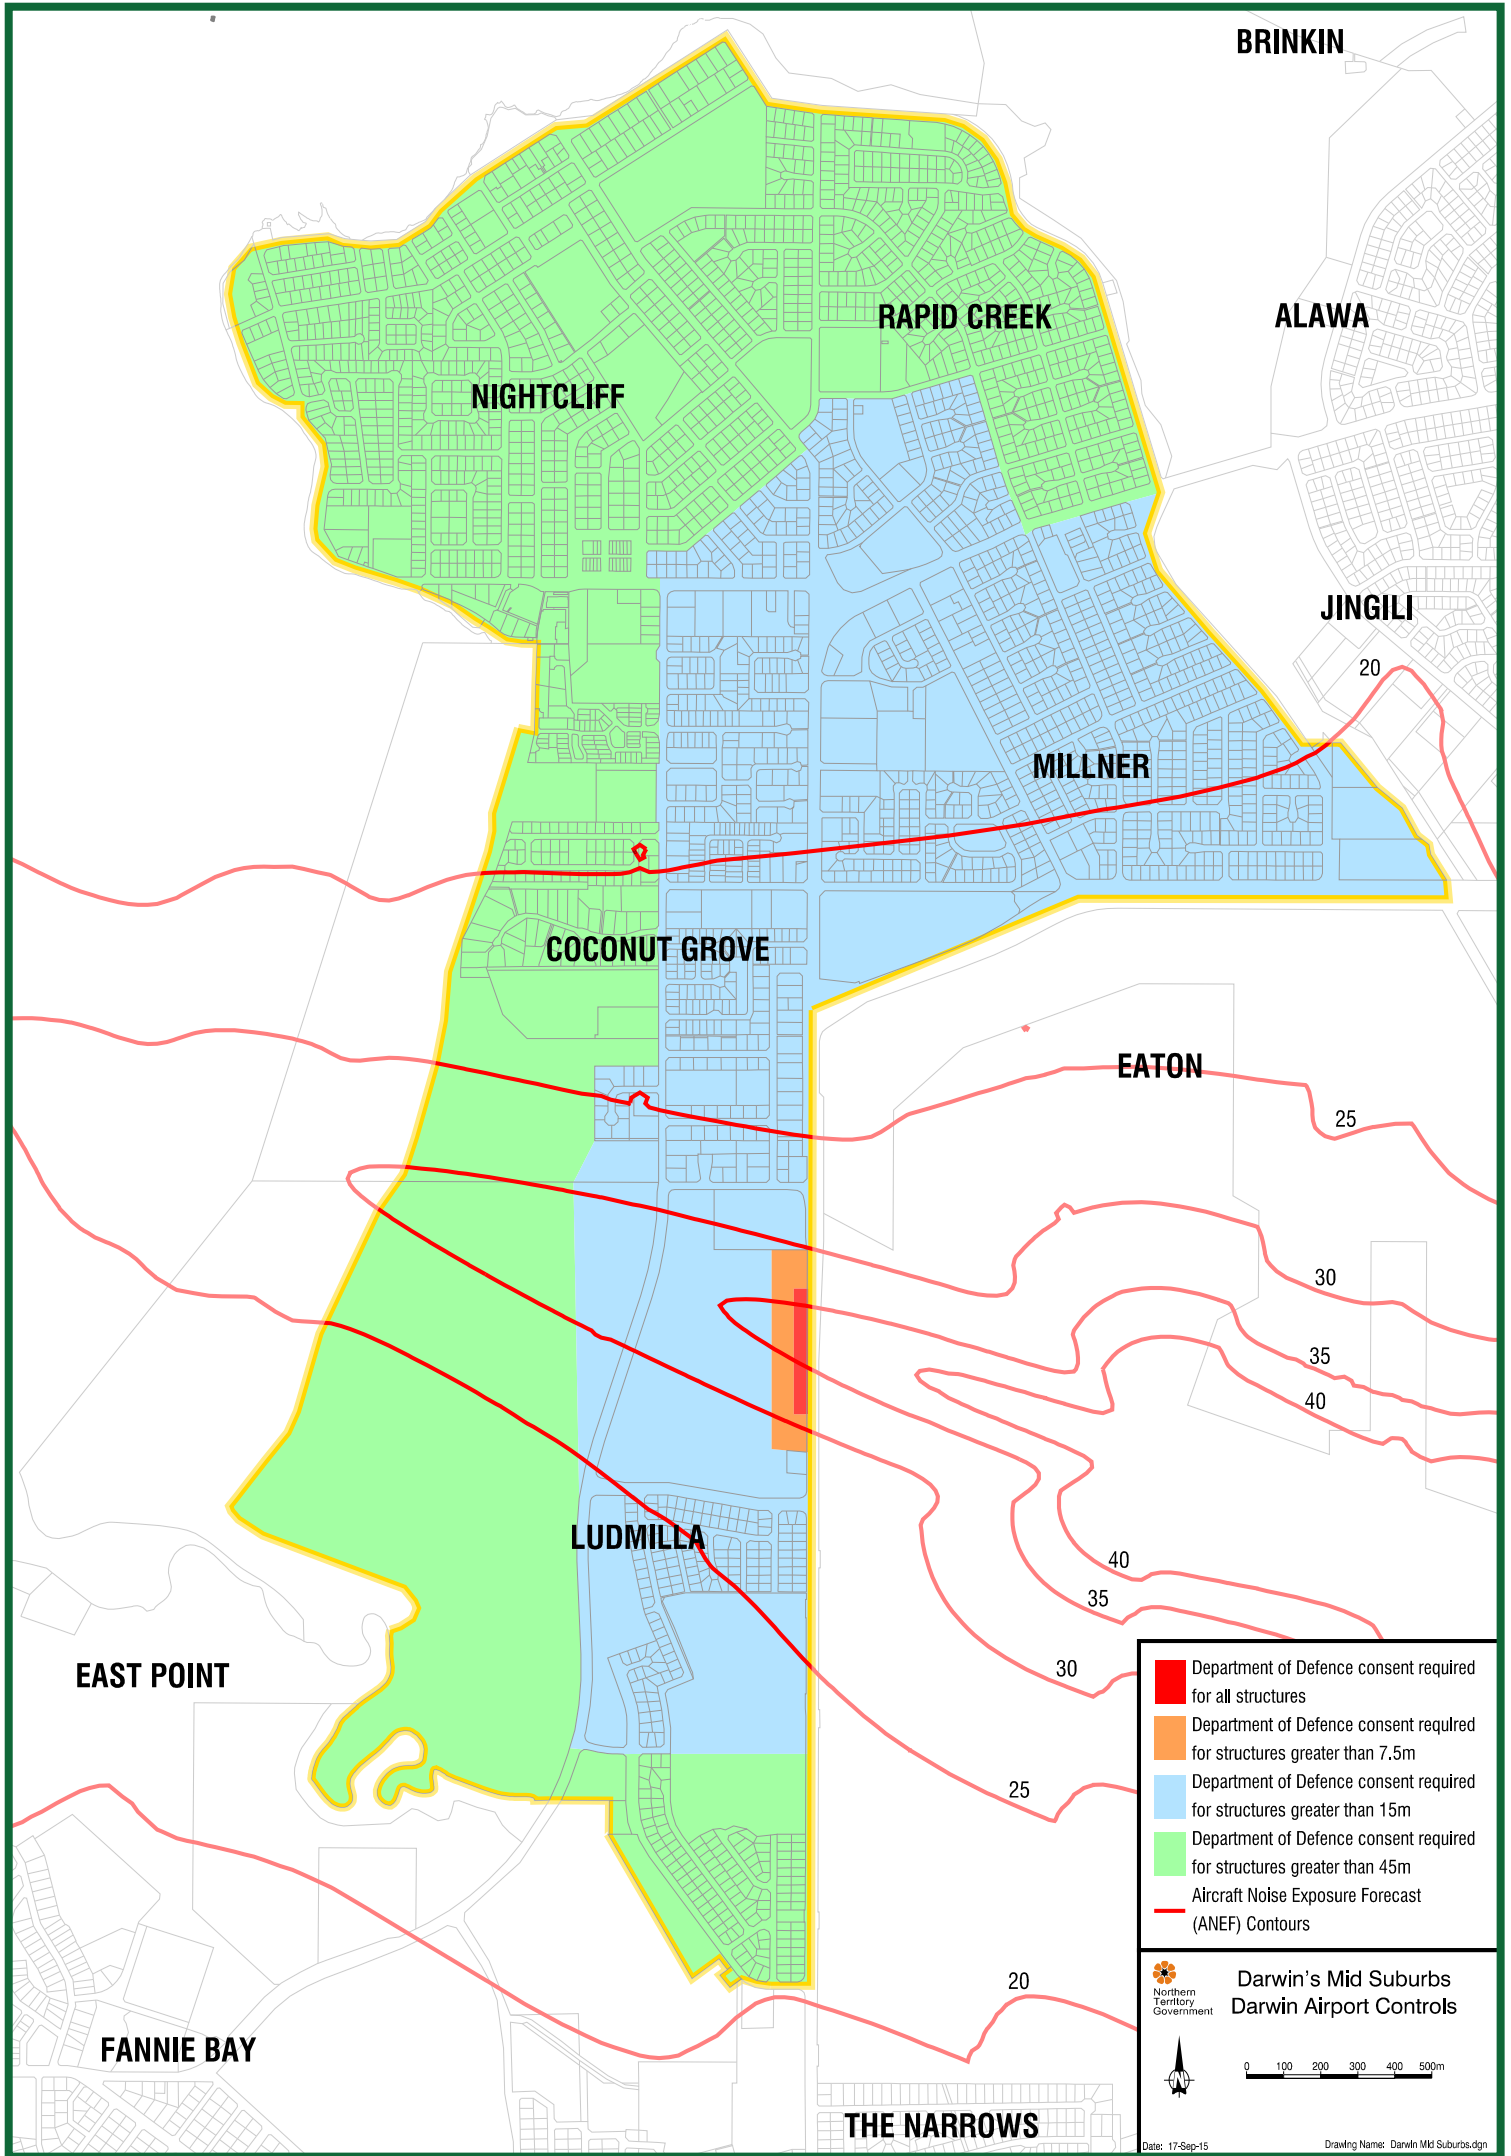 BRINKIN
RAPID CREEK
ALAWA
NIGHTCLIFF
JINGILI
20
MILLNER
COCONUT GROVE
EATON
25
30
35
40
LUDMILLA
40
35
30
EAST POINT
25
20
FANNIE BAY
THE NARROWS
Department of Defence consent required
for all structures
Department of Defence consent required
for structures greater than 7.5m
Department of Defence consent required
for structures greater than 15m
Department of Defence consent required
for structures greater than 45m
Aircraft Noise Exposure Forecast
(ANEF) Contours
Northern
Territory
Government
Darwin's Mid Suburbs
Darwin Airport Controls
N
0 100 200 300 400 500m
Date: 17-Sep-15
Drawing Name: Darwin Mid Suburbs.dgn